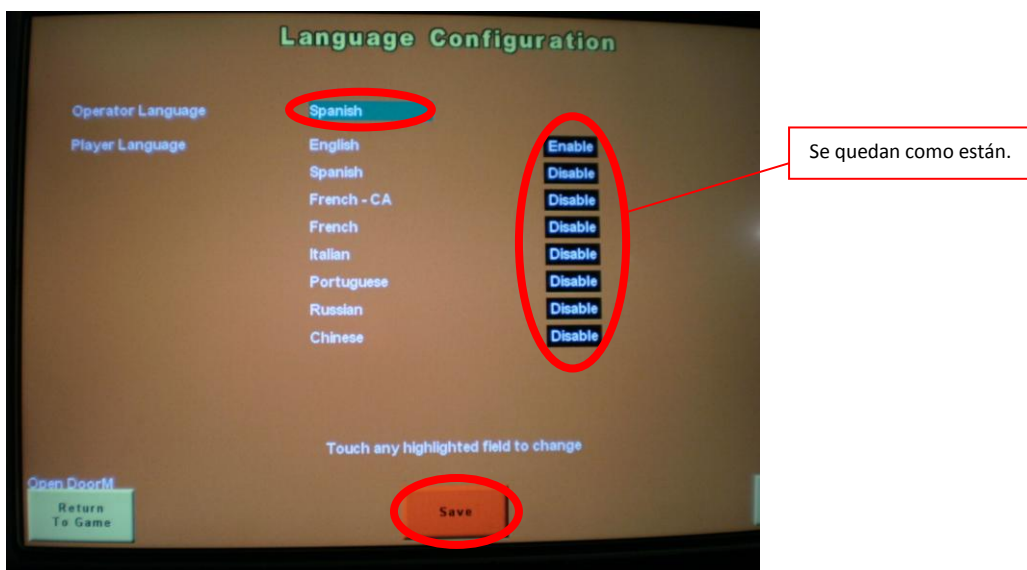 Language Configuration
Operator Language Spanish
Player Language English Enable
Spanish Disable
French - CA Disable
French Disable
Italian Disable
Portuguese Disable
Russian Disable
Chinese Disable
Se quedan como están.
Touch any highlighted field to change
Open DoorM
Return
To Game
Save